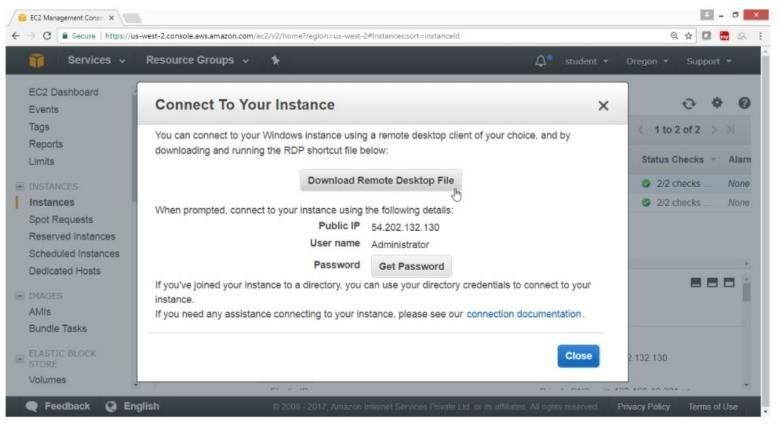 EC2 Management Conso
Secure | https://us-west-2.console.aws.amazon.com/ec2/v2/home?region=us-west-2#Instances:sort=instanceId
Services
Resource Groups
student
Oregon
Support
EC2 Dashboard
Events
Tags
Reports
Limits
INSTANCES
Instances
Spot Requests
Reserved Instances
Scheduled Instances
Dedicated Hosts
IMAGES
AMIs
Bundle Tasks
ELASTIC BLOCK
STORE
Volumes
Connect To Your Instance
You can connect to your Windows instance using a remote desktop client of your choice, and by
downloading and running the RDP shortcut file below:
Download Remote Desktop File
When prompted, connect to your instance using the following details:
Public IP 54.202.132.130
User name Administrator
Password Get Password
If you've joined your instance to a directory, you can use your directory credentials to connect to your
instance.
If you need any assistance connecting to your instance, please see our connection documentation.
Close
1 to 2 of 2
Status Checks Alarm
2/2 checks ... None
2/2 checks ... None
2.132.130
Feedback English © 2008 - 2017, Amazon Internet Services Private Ltd. or its affiliates. All rights reserved. Privacy Policy Terms of Use